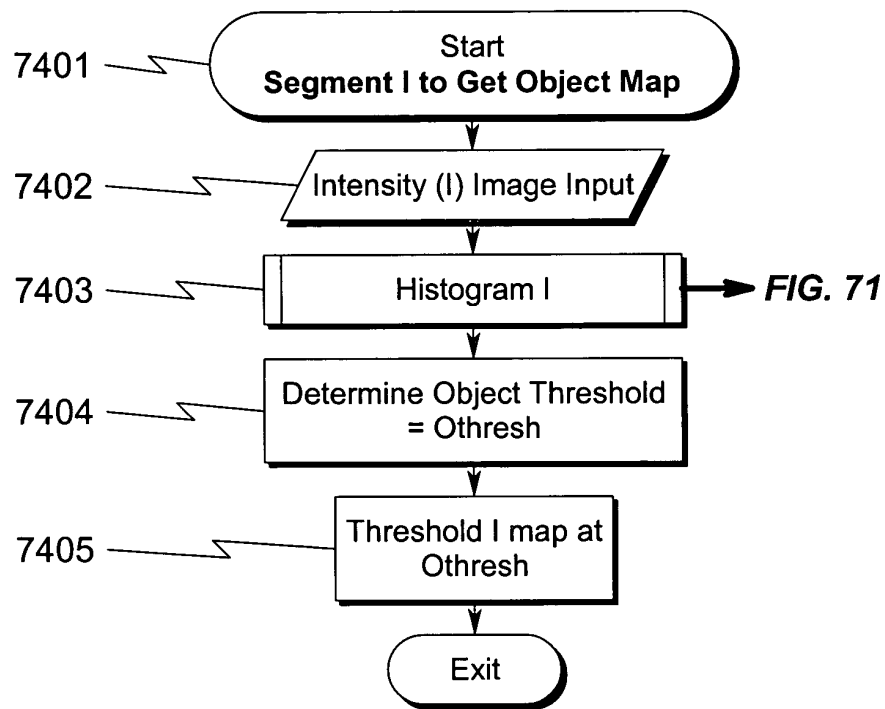 7401
Start
Segment I to Get Object Map
7402
Intensity (I) Image Input
7403
Histogram I
FIG. 71
7404
Determine Object Threshold
= Othresh
7405
Threshold I map at
Othresh
Exit